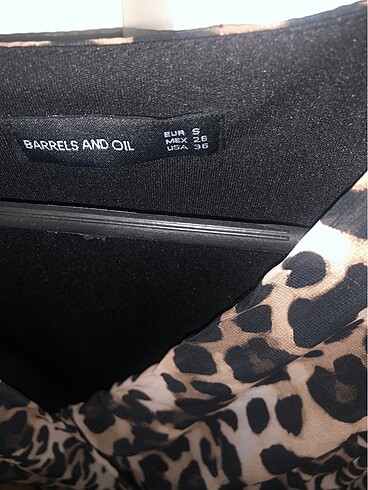 BARRELS AND OIL
EUR S
MEX 26
USA 36